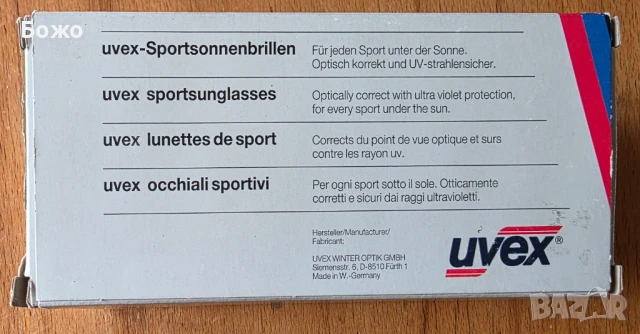 Божо
uvex-Sportsonnenbrillen
Für jeden Sport unter der Sonne.
Optisch korrekt und UV-strahlensicher.
uvex sportsunglasses
Optically correct with ultra violet protection,
for every sport under the sun.
uvex lunettes de sport
Corrects du point de vue optique et surs
contre les rayon uv.
uvex occhiali sportivi
Per ogni sport sotto il sole. Otticamente
corretti e sicuri dai raggi ultravioletti.
Hersteller/Manufacturer/
Fabricant:
UVEX WINTER OPTIK GMBH
Siemensstr. 6, D-8510 Fürth 1
Made in W.-Germany
uvex®
BAZAR